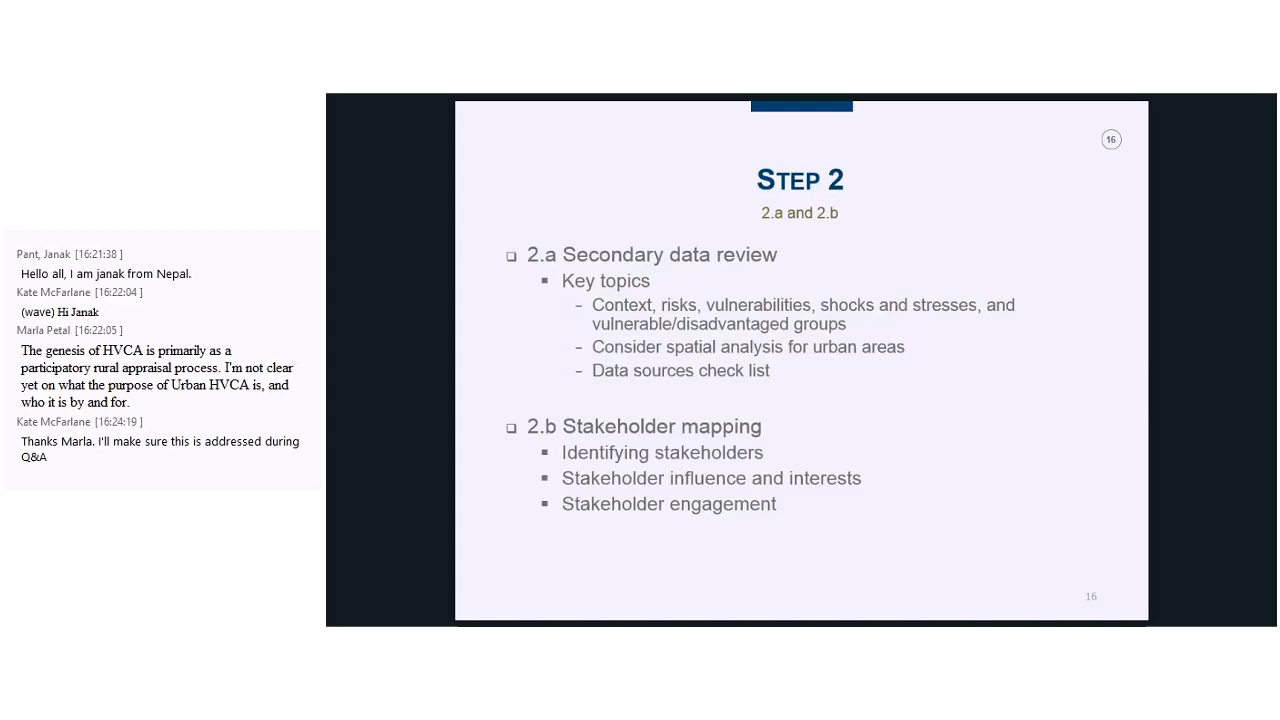 Pant, Janak [16:21:38 ]
Hello all, I am janak from Nepal.
Kate McFarlane [16:22:04 ]
(wave) Hi Janak
Marla Petal [16:22:05 ]
The genesis of HVCA is primarily as a
participatory rural appraisal process. I'm not clear
yet on what the purpose of Urban HVCA is, and
who it is by and for.
Kate McFarlane [16:24:19 ]
Thanks Marla. I'll make sure this is addressed during
Q&A
16
STEP 2
2.a and 2.b
2.a Secondary data review
Key topics
- Context, risks, vulnerabilities, shocks and stresses, and
vulnerable/disadvantaged groups
- Consider spatial analysis for urban areas
- Data sources check list
2.b Stakeholder mapping
Identifying stakeholders
Stakeholder influence and interests
Stakeholder engagement
16